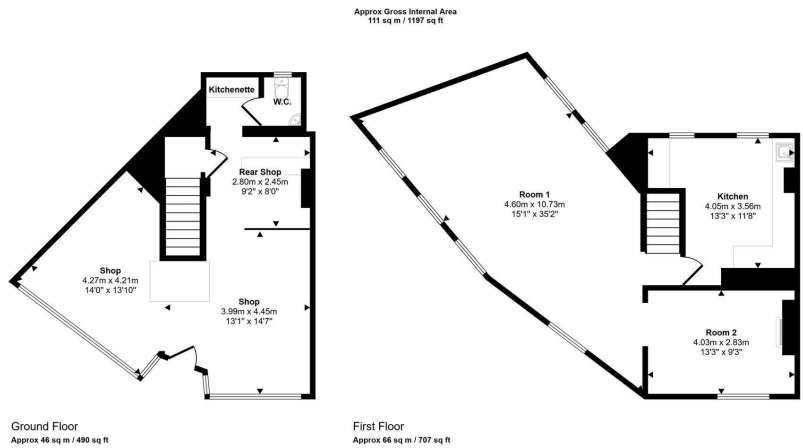 Approx Gross Internal Area
111 sq m / 1197 sq ft
Kitchenette
W.C.
Rear Shop
2.80m x 2.45m
9'2" x 8'0"
Shop
4.27m x 4.21m
14'0" x 13'10"
Shop
3.99m x 4.45m
13'1" x 14'7"
Ground Floor
Approx 46 sq m / 490 sq ft
Room 1
4.60m x 10.73m
15'1" x 35'2"
Kitchen
4.05m x 3.56m
13'3" x 11'8"
Room 2
4.03m x 2.83m
13'3" x 9'3"
First Floor
Approx 66 sq m / 707 sq ft